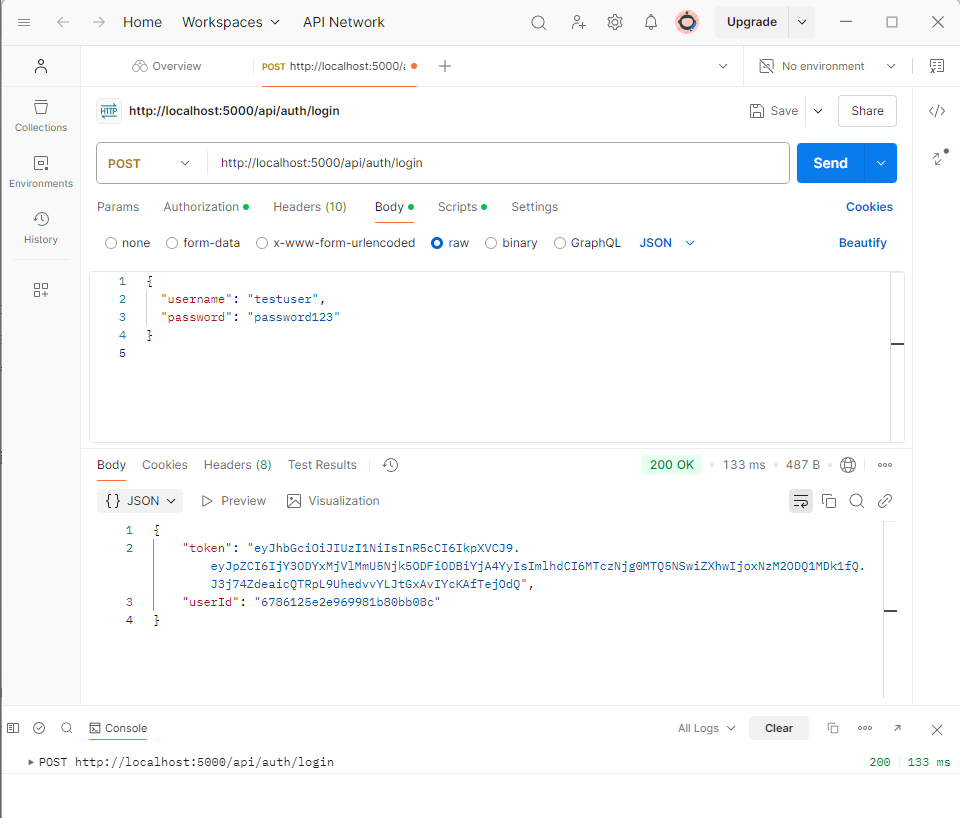 Home Workspaces API Network Upgrade
Overview POST http://localhost:5000/a No environment
HTTP http://localhost:5000/api/auth/login Save Share
Collections
POST http://localhost:5000/api/auth/login Send
Environments
Params Authorization Headers (10) Body Scripts Settings Cookies
History
none form-data x-www-form-urlencoded raw binary GraphQL JSON Beautify
1 {
2 "username": "testuser",
3 "password": "password123"
4 }
5
Body Cookies Headers (8) Test Results 200 OK 133 ms 487 B
{} JSON Preview Visualization
1 {
2 "token": "eyJhbGciOiJIUzI1NiIsInR5cCI6IkpXVCJ9.
eyJpZCI6IjY3ODYxMjVlMmU5Njk5ODFiODBiYjA4YyIsImlhdCI6MTczNjg0MTQ5NSwiZXhwIjoxNzM2ODQ1MDk1fQ.
J3j74ZdeaicQTRpL9UhedvvYLJtGxAvIYcKAfTejOdQ",
3 "userId": "6786125e2e969981b80bb08c"
4 }
Console All Logs Clear
POST http://localhost:5000/api/auth/login 200 133 ms